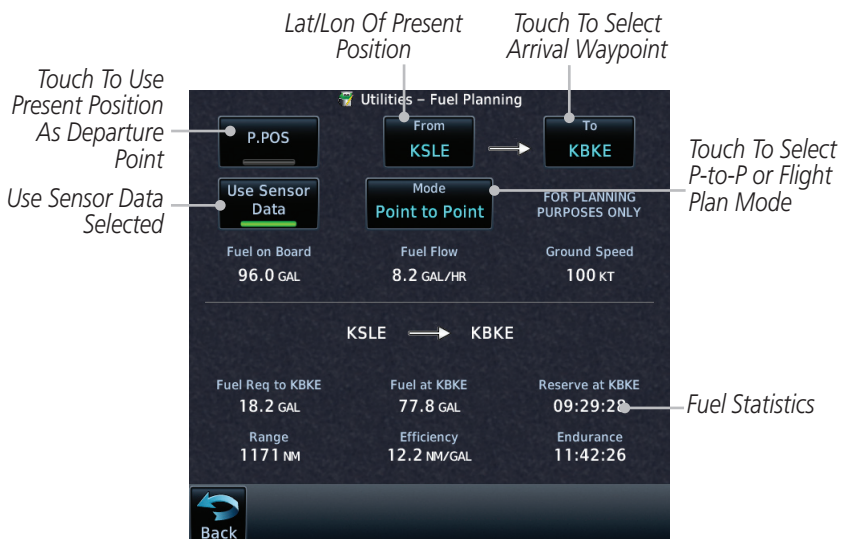 Lat/Lon Of Present
Position
Touch To Select
Arrival Waypoint
Touch To Use
Present Position
As Departure
Point
Use Sensor Data
Selected
Touch To Select
P-to-P or Flight
Plan Mode
Fuel Statistics
Utilities – Fuel Planning
P.POS
From
KSLE
To
KBKE
Use Sensor
Data
Mode
Point to Point
FOR PLANNING
PURPOSES ONLY
Fuel on Board
96.0 GAL
Fuel Flow
8.2 GAL/HR
Ground Speed
100 KT
KSLE
KBKE
Fuel Req to KBKE
18.2 GAL
Fuel at KBKE
77.8 GAL
Reserve at KBKE
09:29:28
Range
1171 NM
Efficiency
12.2 NM/GAL
Endurance
11:42:26
Back